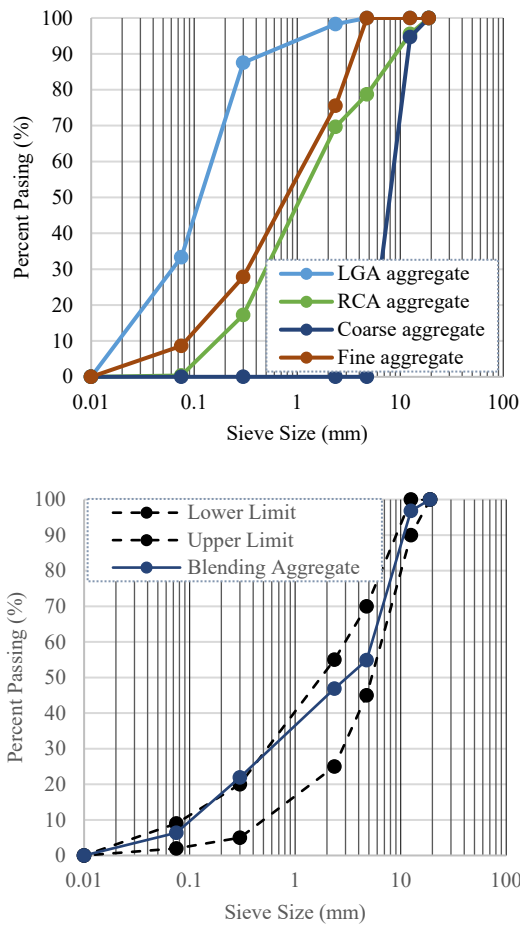 100
90
80
70
60
50
40
30
20
10
0
Percent Pasing (%)
LGA aggregate
RCA aggregate
Coarse aggregate
Fine aggregate
0.01 0.1 1 10 100
Sieve Size (mm)
100
90
80
70
60
50
40
30
20
10
0
Percent Passing (%)
Lower Limit
Upper Limit
Blending Aggregate
0.01 0.1 1 10 100
Sieve Size (mm)